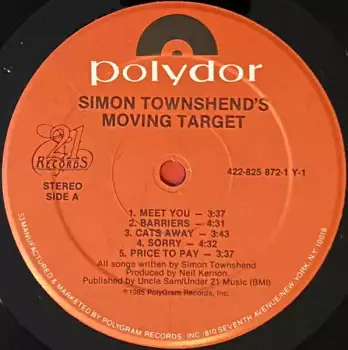 polydor
SIMON TOWNSHEND'S
MOVING TARGET
21
RECORDS
422-825 872-1 Y-1
STEREO
SIDE A
1. MEET YOU — 3:37
2. BARRIERS — 4:31
3. CATS AWAY — 3:43
4. SORRY — 4:32
5. PRICE TO PAY — 3:37
All songs written by Simon Townshend
Produced by Neil Kernon
Published by Uncle Sam/Under 21 Music (BMI)
℗ 1985 PolyGram Records, Inc.
53 MANUFACTURED & MARKETED BY POLYGRAM RECORDS, INC./810 SEVENTH AVENUE/NEW YORK, N.Y. 10019